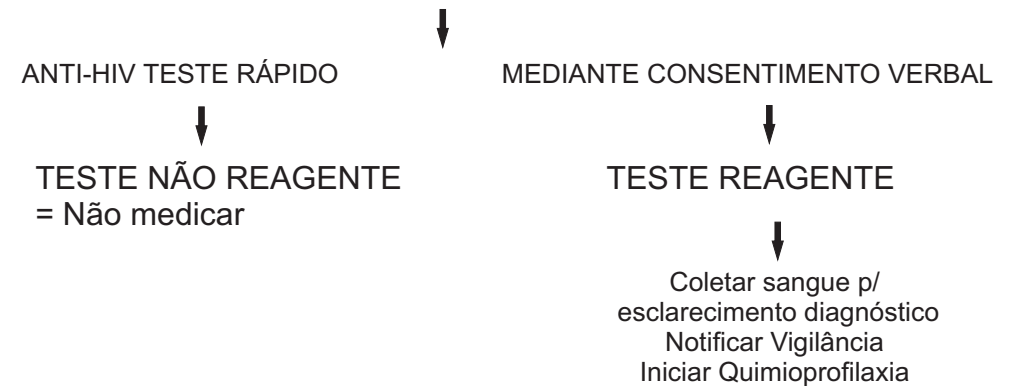 ANTI-HIV TESTE RÁPIDO
MEDIANTE CONSENTIMENTO VERBAL
TESTE NÃO REAGENTE
= Não medicar
TESTE REAGENTE
Coletar sangue p/
esclarecimento diagnóstico
Notificar Vigilância
Iniciar Quimioprofilaxia